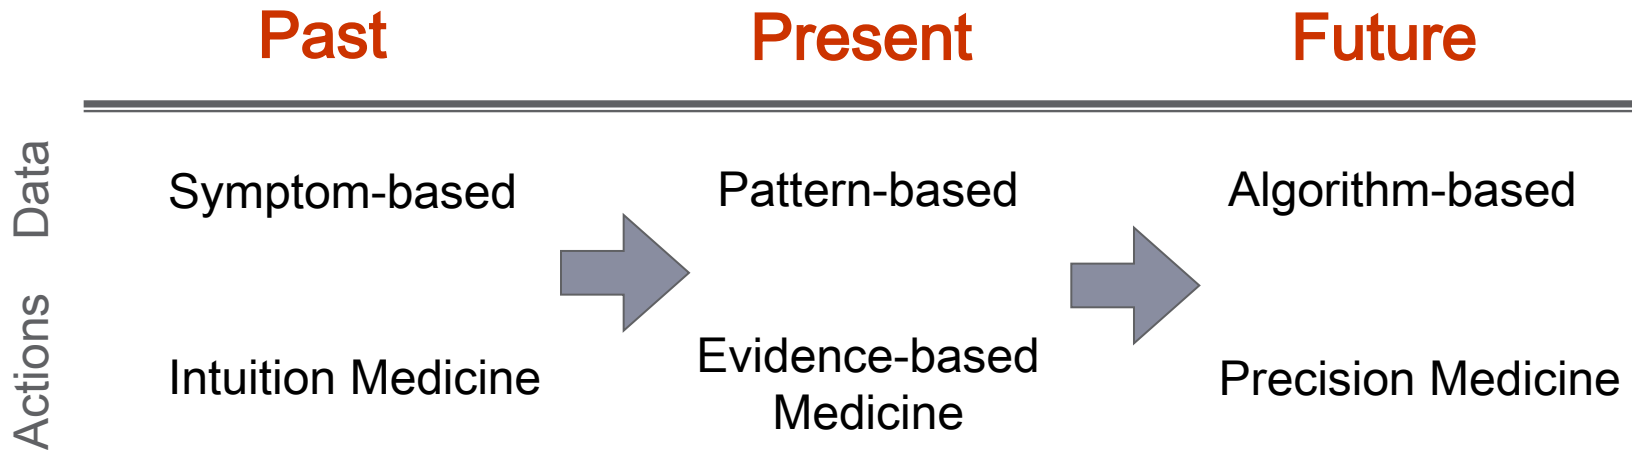 Past
Present
Future
Data
Symptom-based
Pattern-based
Algorithm-based
Actions
Intuition Medicine
Evidence-based
Medicine
Precision Medicine